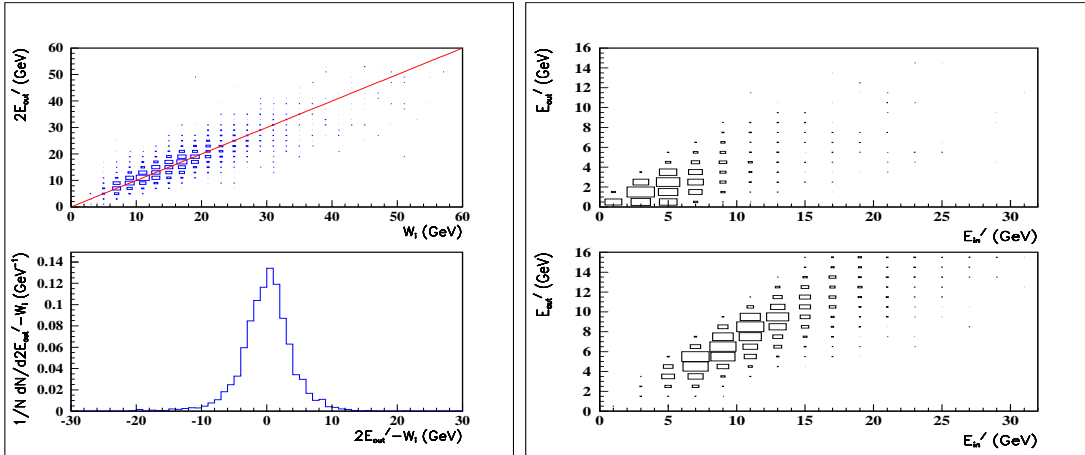 2E_out′ (GeV)
60
50
40
30
20
10
0
0 10 20 30 40 50 60
W_i (GeV)
1/N dN/d2E_out′−W_i (GeV⁻¹)
0.14
0.12
0.1
0.08
0.06
0.04
0.02
0
-30 -20 -10 0 10 20 30
2E_out′−W_i (GeV)
E_out′ (GeV)
16
14
12
10
8
6
4
2
0
0 5 10 15 20 25 30
E_in′ (GeV)
E_out′ (GeV)
16
14
12
10
8
6
4
2
0
0 5 10 15 20 25 30
E_in′ (GeV)